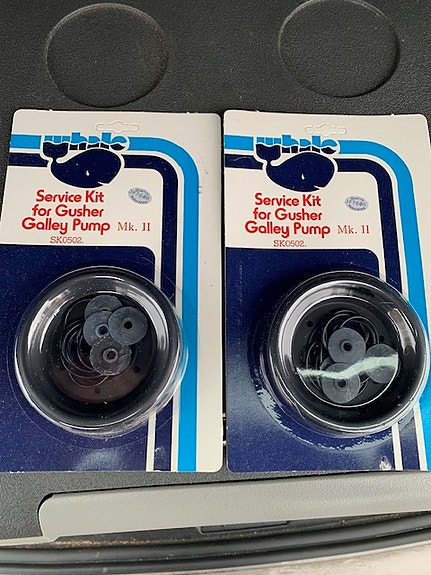 whale
Service Kit
for Gusher
Galley Pump Mk. II
SK0502.
whale
Service Kit
for Gusher
Galley Pump Mk. II
SK0502.